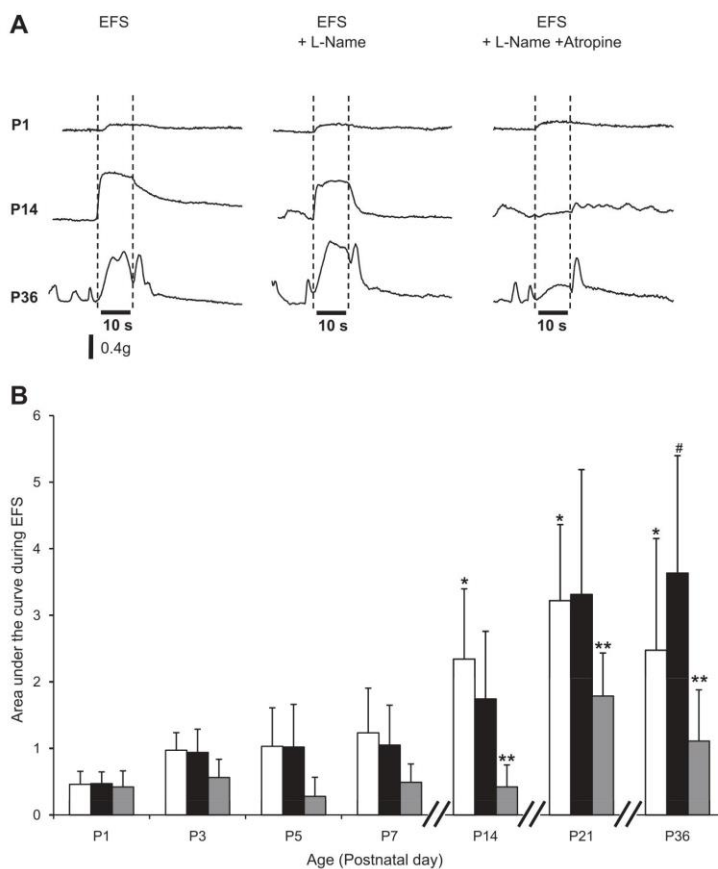 A
EFS
EFS
+ L-Name
EFS
+ L-Name +Atropine
P1
P14
P36
10 s
10 s
10 s
0.4g
B
Area under the curve during EFS
6
5
4
3
2
1
0
*
**
*
**
*
#
**
P1 P3 P5 P7 P14 P21 P36
Age (Postnatal day)